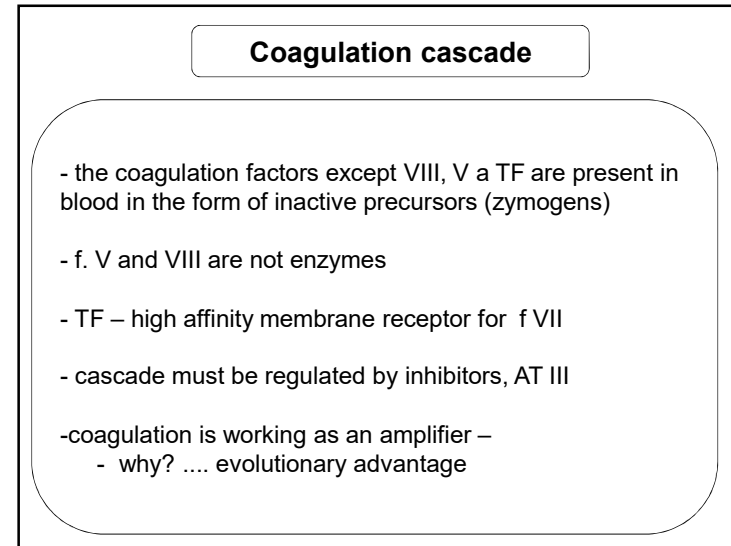 Coagulation cascade
- the coagulation factors except VIII, V a TF are present in
blood in the form of inactive precursors (zymogens)
- f. V and VIII are not enzymes
- TF – high affinity membrane receptor for f VII
- cascade must be regulated by inhibitors, AT III
-coagulation is working as an amplifier –
- why? .... evolutionary advantage